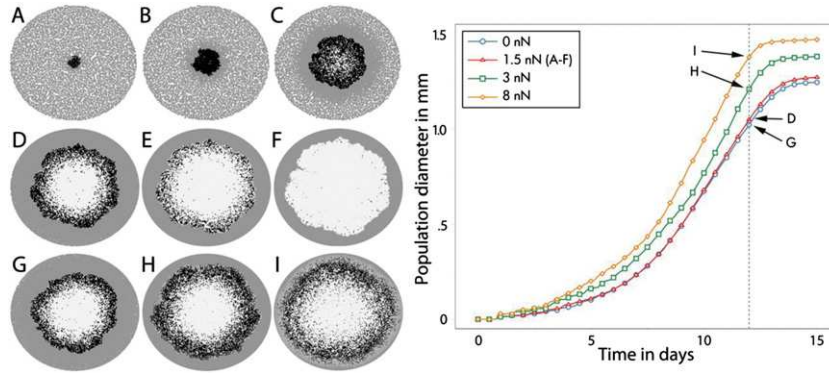 A
B
C
D
E
F
G
H
I
Population diameter in mm
1.5
1.0
.5
0
0 nN
1.5 nN (A-F)
3 nN
8 nN
I
H
D
G
0
5
10
15
Time in days